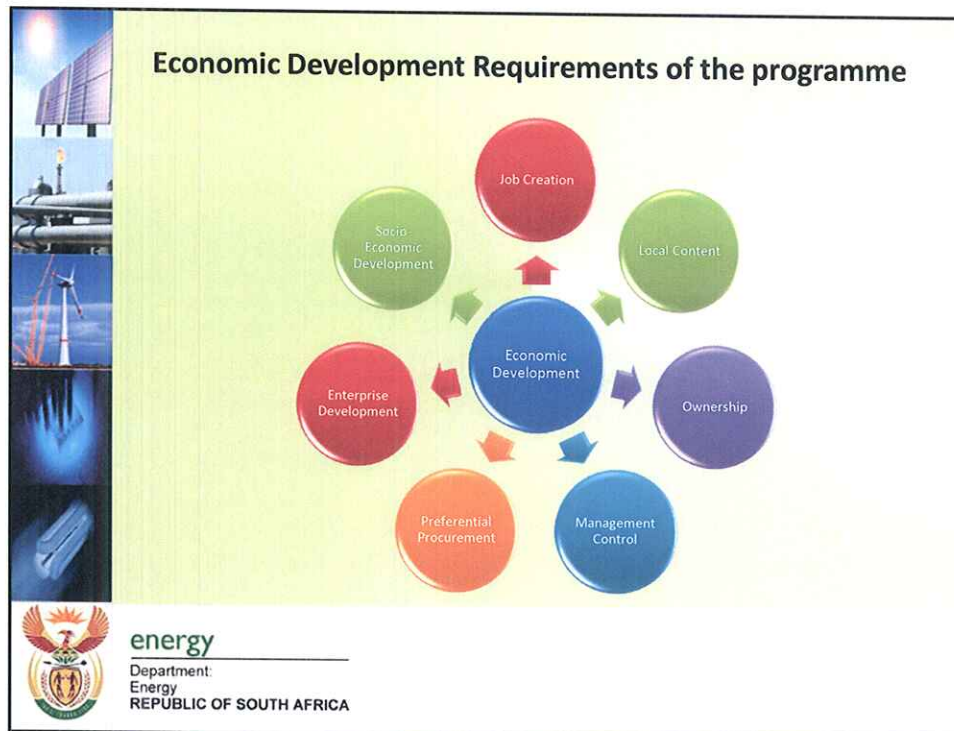 Economic Development Requirements of the programme
Job Creation
Local Content
Ownership
Management
Control
Preferential
Procurement
Enterprise
Development
Socio
Economic
Development
Economic
Development
energy
Department:
Energy
REPUBLIC OF SOUTH AFRICA